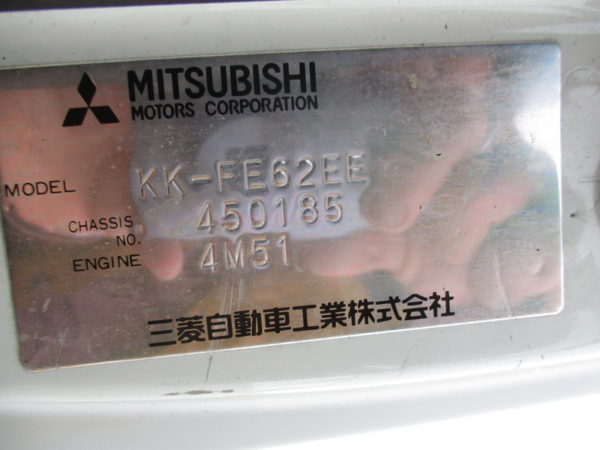 MITSUBISHI
MOTORS CORPORATION
MODEL KK-FE62EE
CHASSIS NO. 450185
ENGINE 4M51
三菱自動車工業株式会社